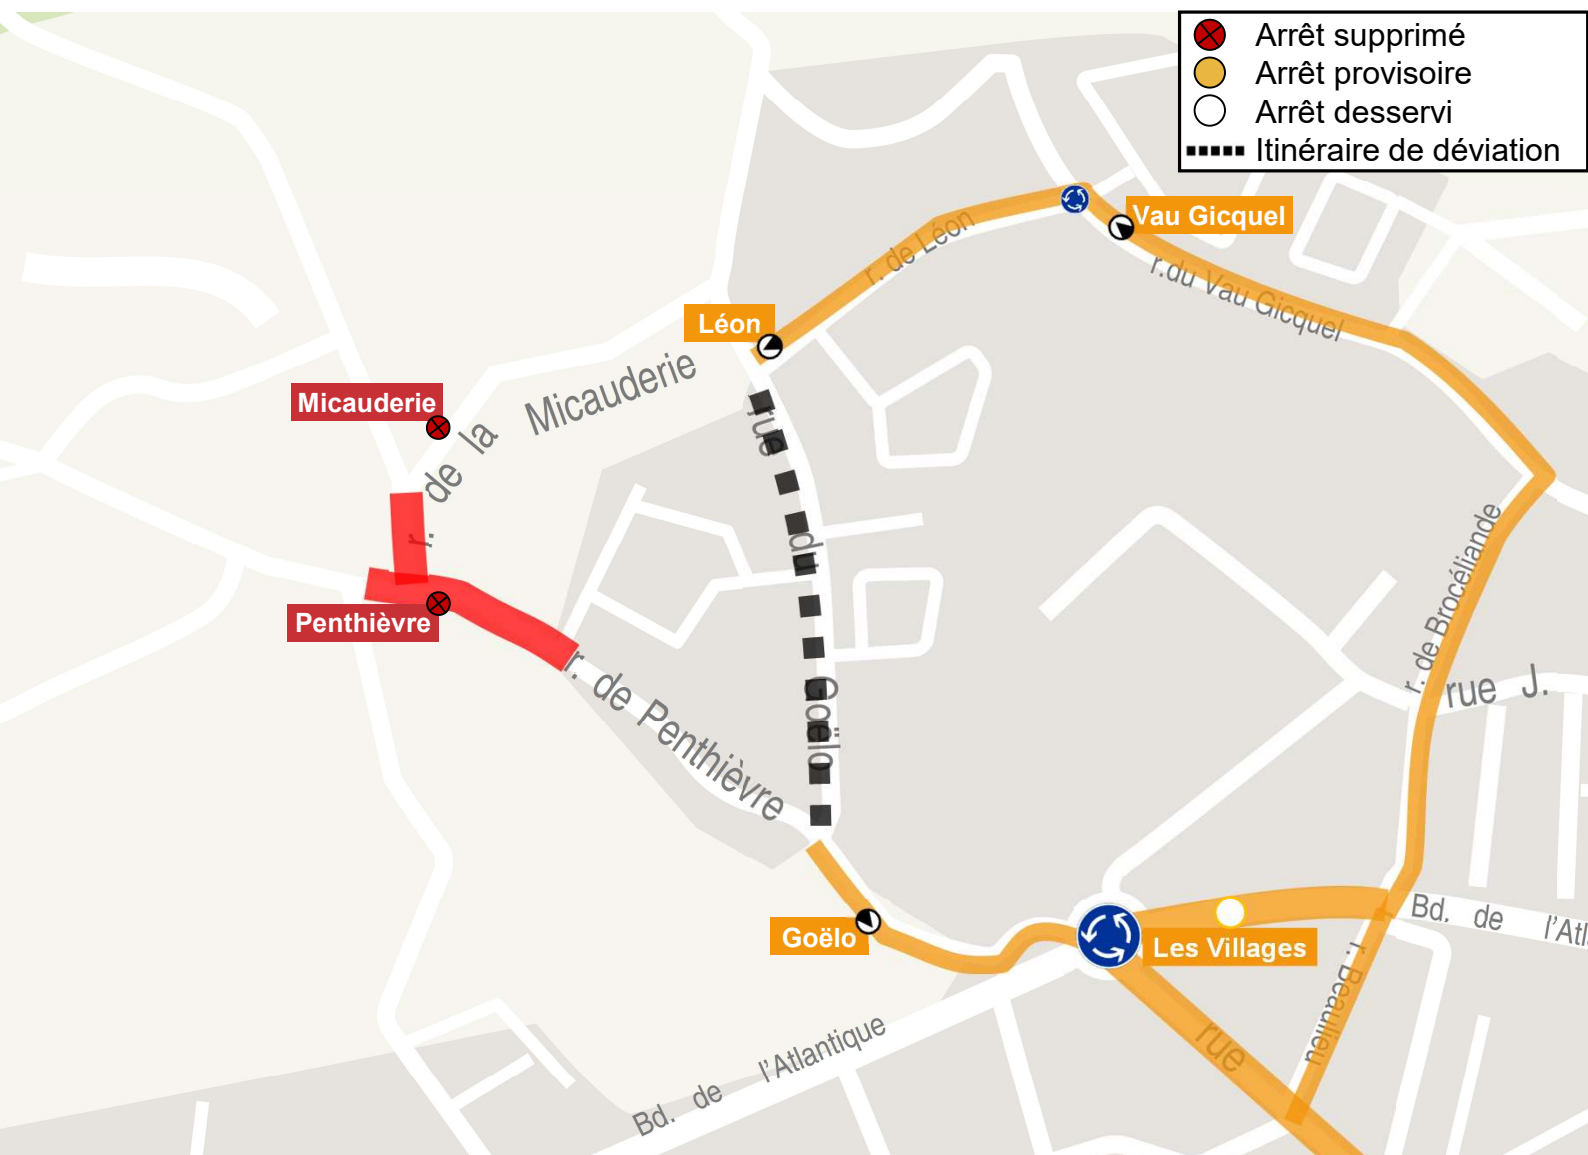 Arrêt supprimé
Arrêt provisoire
Arrêt desservi
Itinéraire de déviation
Vau Gicquel
r. de Léon
r.du Vau Gicquel
Léon
Micauderie
r. de la Micauderie
rue du Goëlo
Penthièvre
r. de Penthièvre
r. de Brocéliande
rue J.
Goëlo
Les Villages
Bd. de l'Atl
r. Beaulieu
rue
Bd. de l'Atlantique